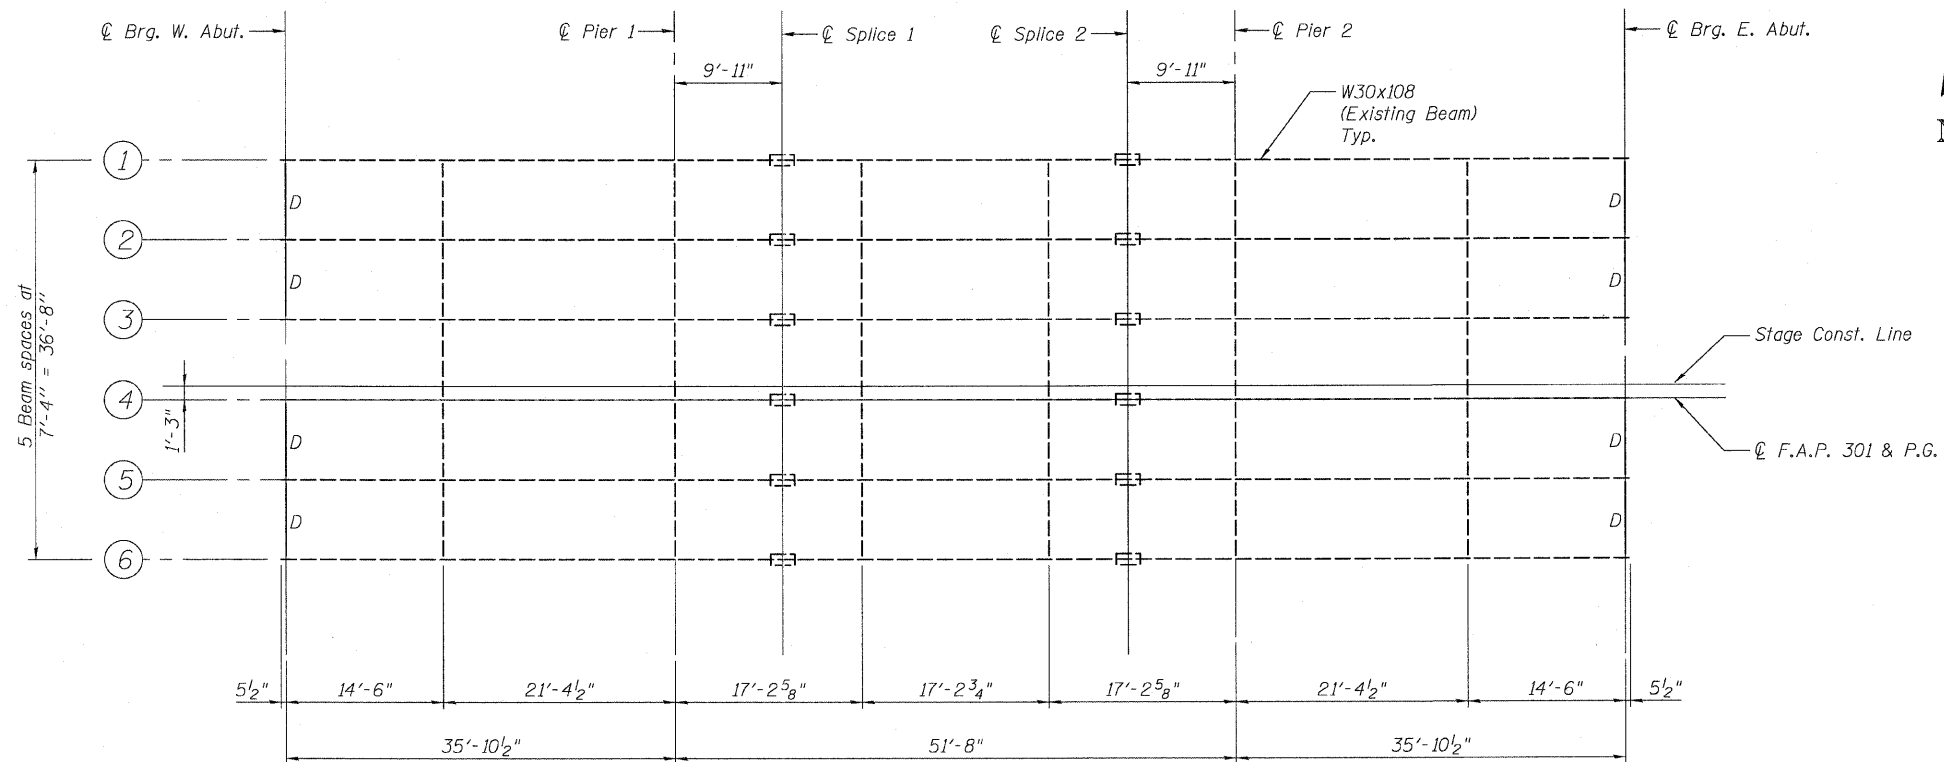 ℄ Brg. W. Abut.
℄ Pier 1
℄ Splice 1
℄ Splice 2
℄ Pier 2
℄ Brg. E. Abut.
9'-11"
9'-11"
W30x108
(Existing Beam)
Typ.
N
1
2
3
4
5
6
D
D
D
D
D
D
D
D
5 Beam spaces at
7'-4" = 36'-8"
1'-3"
Stage Const. Line
℄ F.A.P. 301 & P.G.
5½"
14'-6"
21'-4½"
17'-2⅝"
17'-2¾"
17'-2⅝"
21'-4½"
14'-6"
5½"
35'-10½"
51'-8"
35'-10½"